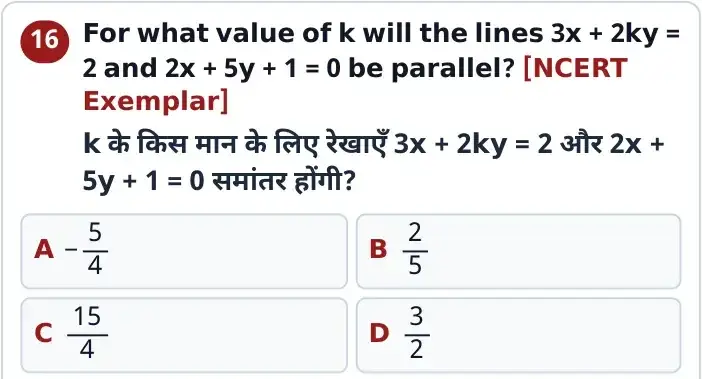 16 For what value of k will the lines 3x + 2ky =
2 and 2x + 5y + 1 = 0 be parallel? [NCERT
Exemplar]
k के किस मान के लिए रेखाएँ 3x + 2ky = 2 और 2x +
5y + 1 = 0 समांतर होंगी?
A -5/4
B 2/5
C 15/4
D 3/2